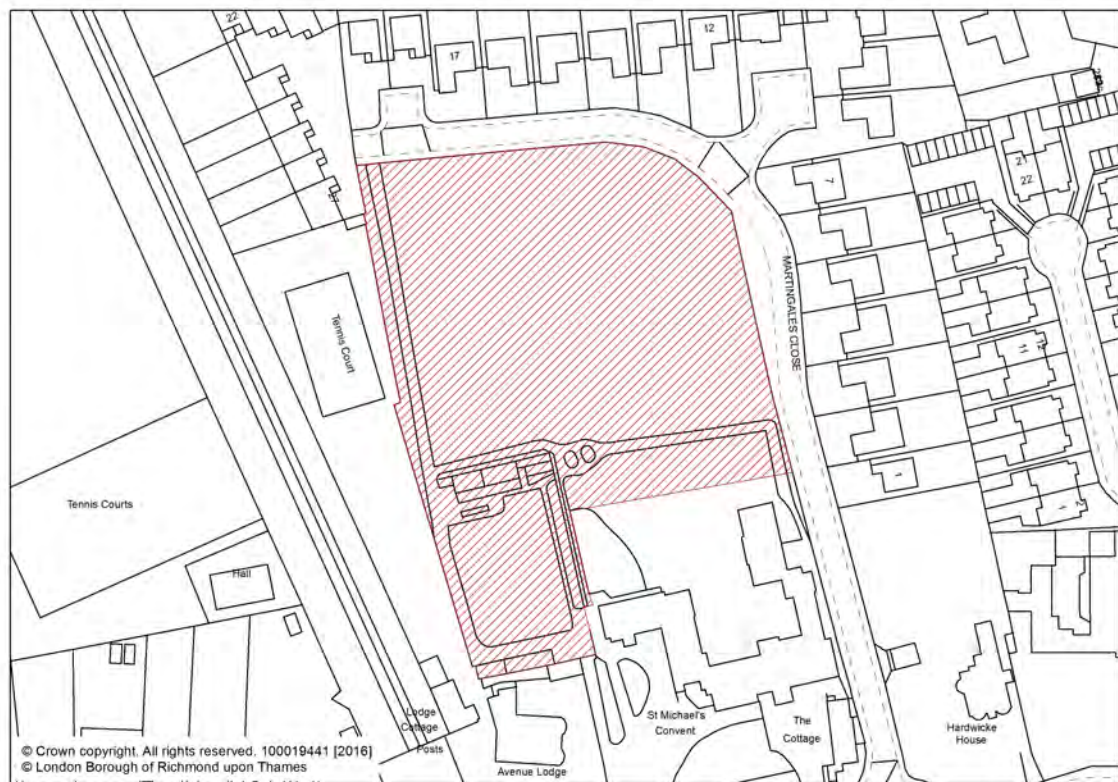 22
17
12
27
21
22
7
MARTINGALES CLOSE
Tennis Court
12
11
1
Tennis Courts
Hall
Lodge
Cottage
Posts
St Michael's
Convent
The
Cottage
Hardwicke
House
Avenue Lodge
© Crown copyright. All rights reserved. 100019441 [2016]
© London Borough of Richmond upon Thames